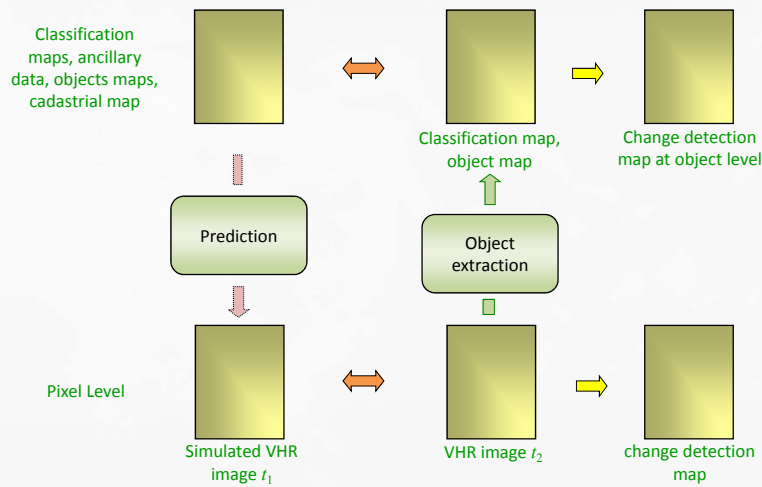 Classification
maps, ancillary
data, objects maps,
cadastrial map
Classification map,
object map
Change detection
map at object level
Prediction
Object
extraction
Pixel Level
Simulated VHR
image t₁
VHR image t₂
change detection
map